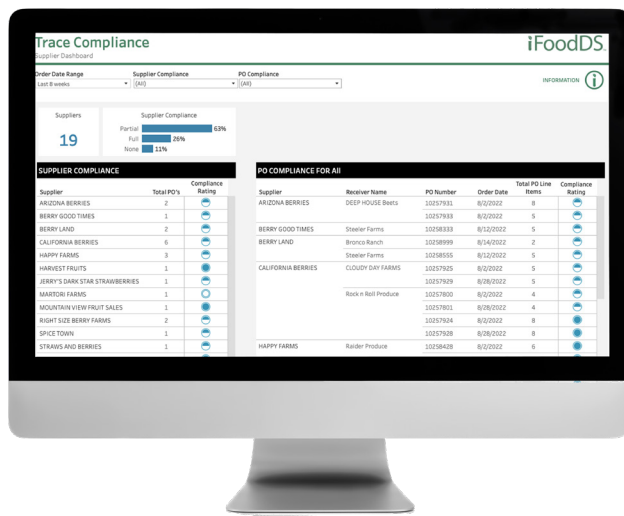 Trace Compliance
Supplier Dashboard
iFoodDS
Order Date Range
Supplier Compliance
PO Compliance
Last 8 weeks
(All)
(All)
INFORMATION
i
Suppliers
19
Supplier Compliance
Partial 63%
Full 26%
None 11%
SUPPLIER COMPLIANCE
Supplier Total PO's Compliance Rating
ARIZONA BERRIES 2
BERRY GOOD TIMES 1
BERRY LAND 2
CALIFORNIA BERRIES 6
HAPPY FARMS 3
HARVEST FRUITS 1
JERRY'S DARK STAR STRAWBERRIES 1
MARTORI FARMS 1
MOUNTAIN VIEW FRUIT SALES 1
RIGHT SIZE BERRY FARMS 2
SPICE TOWN 1
STRAWS AND BERRIES 1
PO COMPLIANCE FOR All
Supplier Receiver Name PO Number Order Date Total PO Line Items Compliance Rating
ARIZONA BERRIES DEEP HOUSE Beets 10257931 8/2/2022 8
10257933 8/2/2022 5
BERRY GOOD TIMES Steeler Farms 10258333 8/12/2022 5
BERRY LAND Bronco Ranch 10258999 8/14/2022 2
Steeler Farms 10258555 8/12/2022 5
CALIFORNIA BERRIES CLOUDY DAY FARMS 10257925 8/2/2022 5
10257929 8/28/2022 5
Rock n Roll Produce 10257800 8/2/2022 4
10257801 8/28/2022 4
10257924 8/2/2022 8
10257928 8/28/2022 8
HAPPY FARMS Raider Produce 10258428 8/2/2022 6